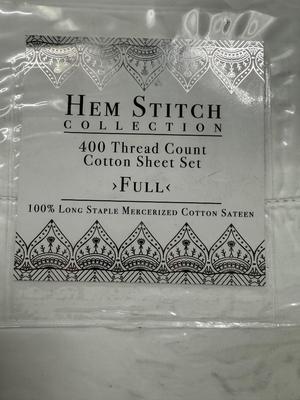 HEM STITCH
COLLECTION
400 Thread Count
Cotton Sheet Set
›FULL‹
100% LONG STAPLE MERCERIZED COTTON SATEEN